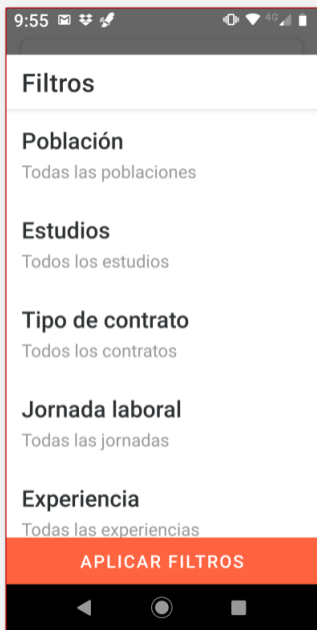 9:55
4G
Filtros
Población
Todas las poblaciones
Estudios
Todos los estudios
Tipo de contrato
Todos los contratos
Jornada laboral
Todas las jornadas
Experiencia
Todas las experiencias
APLICAR FILTROS